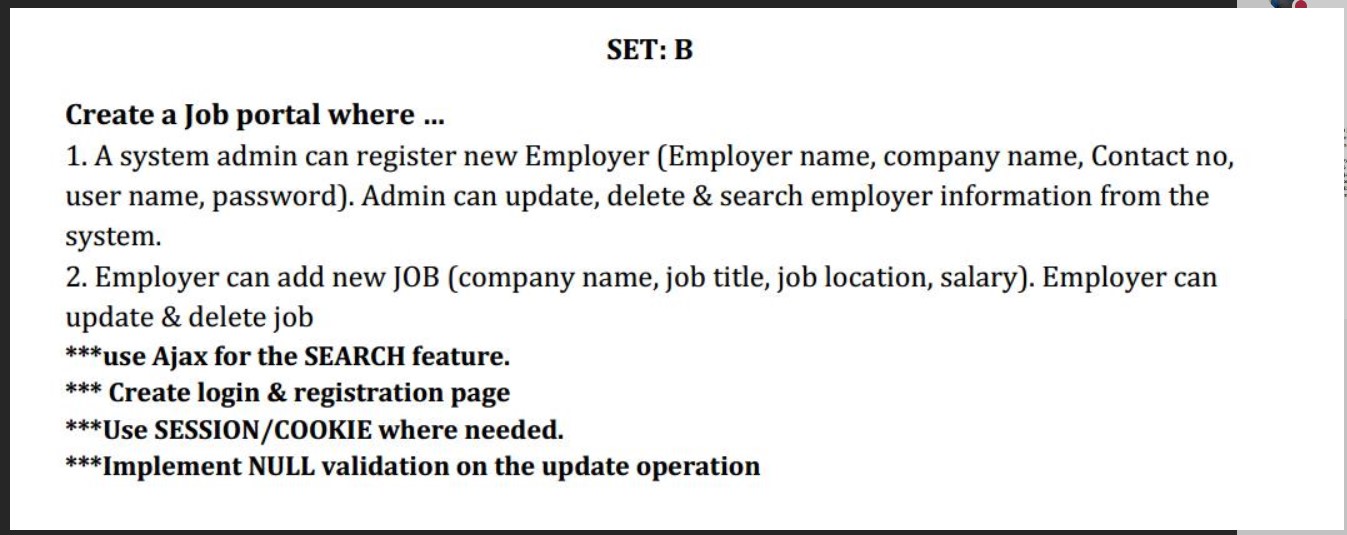 SET: B
Create a Job portal where ...
1. A system admin can register new Employer (Employer name, company name, Contact no,
user name, password). Admin can update, delete & search employer information from the
system.
2. Employer can add new JOB (company name, job title, job location, salary). Employer can
update & delete job
***use Ajax for the SEARCH feature.
*** Create login & registration page
***Use SESSION/COOKIE where needed.
***Implement NULL validation on the update operation